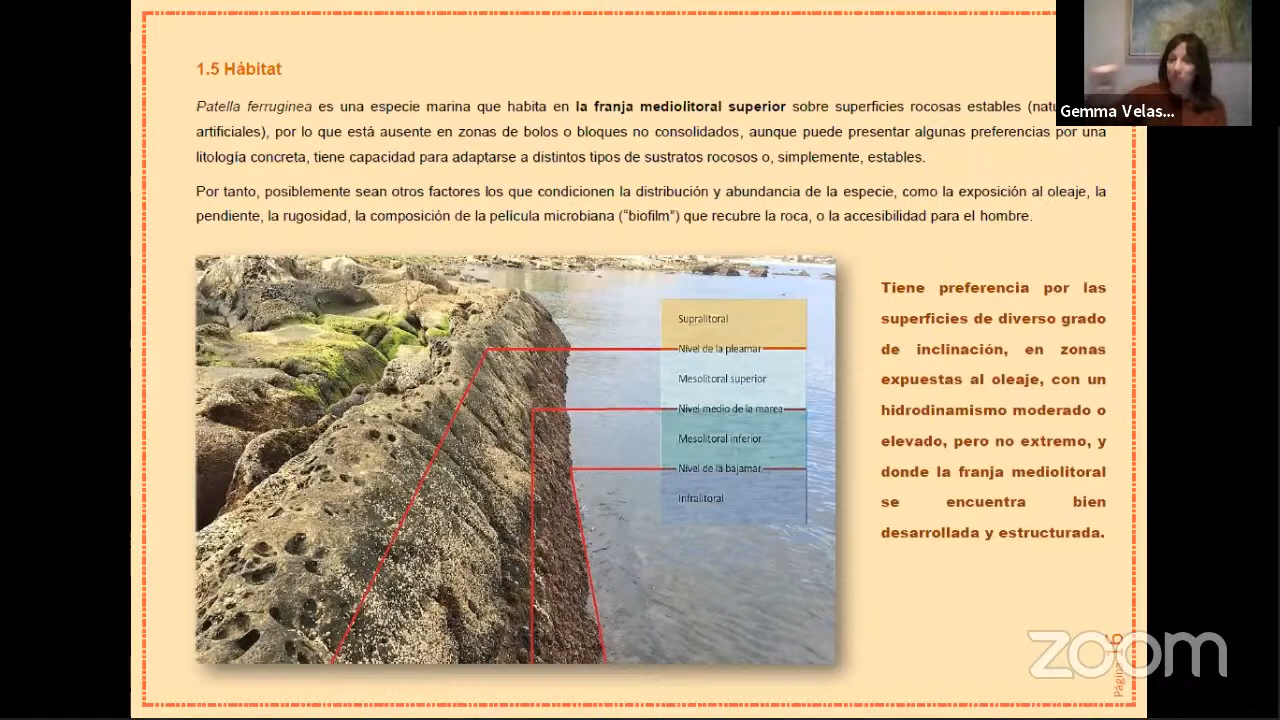 1.5 Hábitat
Patella ferruginea es una especie marina que habita en la franja mediolitoral superior sobre superficies rocosas estables
artificiales), por lo que está ausente en zonas de bolos o bloques no consolidados, aunque puede presentar algunas preferencias por una
litología concreta, tiene capacidad para adaptarse a distintos tipos de sustratos rocosos o, simplemente, estables.
Por tanto, posiblemente sean otros factores los que condicionen la distribución y abundancia de la especie, como la exposición al oleaje, la
pendiente, la rugosidad, la composición de la película microbiana (“biofilm”) que recubre la roca, o la accesibilidad para el hombre.
Supralitoral
Nivel de la pleamar
Mesolitoral superior
Nivel medio de la marea
Mesolitoral inferior
Nivel de la bajamar
Infralitoral
Tiene preferencia por las
superficies de diverso grado
de inclinación, en zonas
expuestas al oleaje, con un
hidrodinamismo moderado o
elevado, pero no extremo, y
donde la franja mediolitoral
se encuentra bien
desarrollada y estructurada.
Gemma Velas...
Página 16
zoom